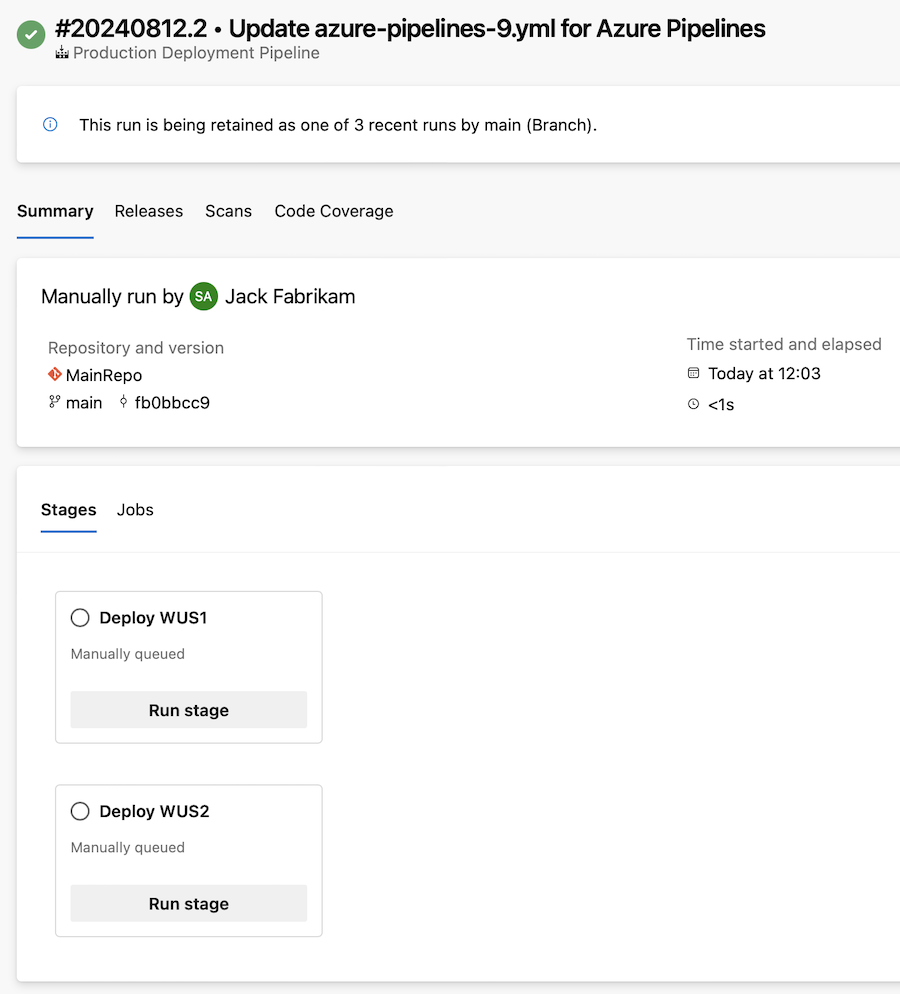 #20240812.2 • Update azure-pipelines-9.yml for Azure Pipelines
Production Deployment Pipeline
This run is being retained as one of 3 recent runs by main (Branch).
Summary Releases Scans Code Coverage
Manually run by SA Jack Fabrikam
Repository and version
Time started and elapsed
MainRepo
Today at 12:03
main fb0bbcc9
<1s
Stages Jobs
Deploy WUS1
Manually queued
Run stage
Deploy WUS2
Manually queued
Run stage